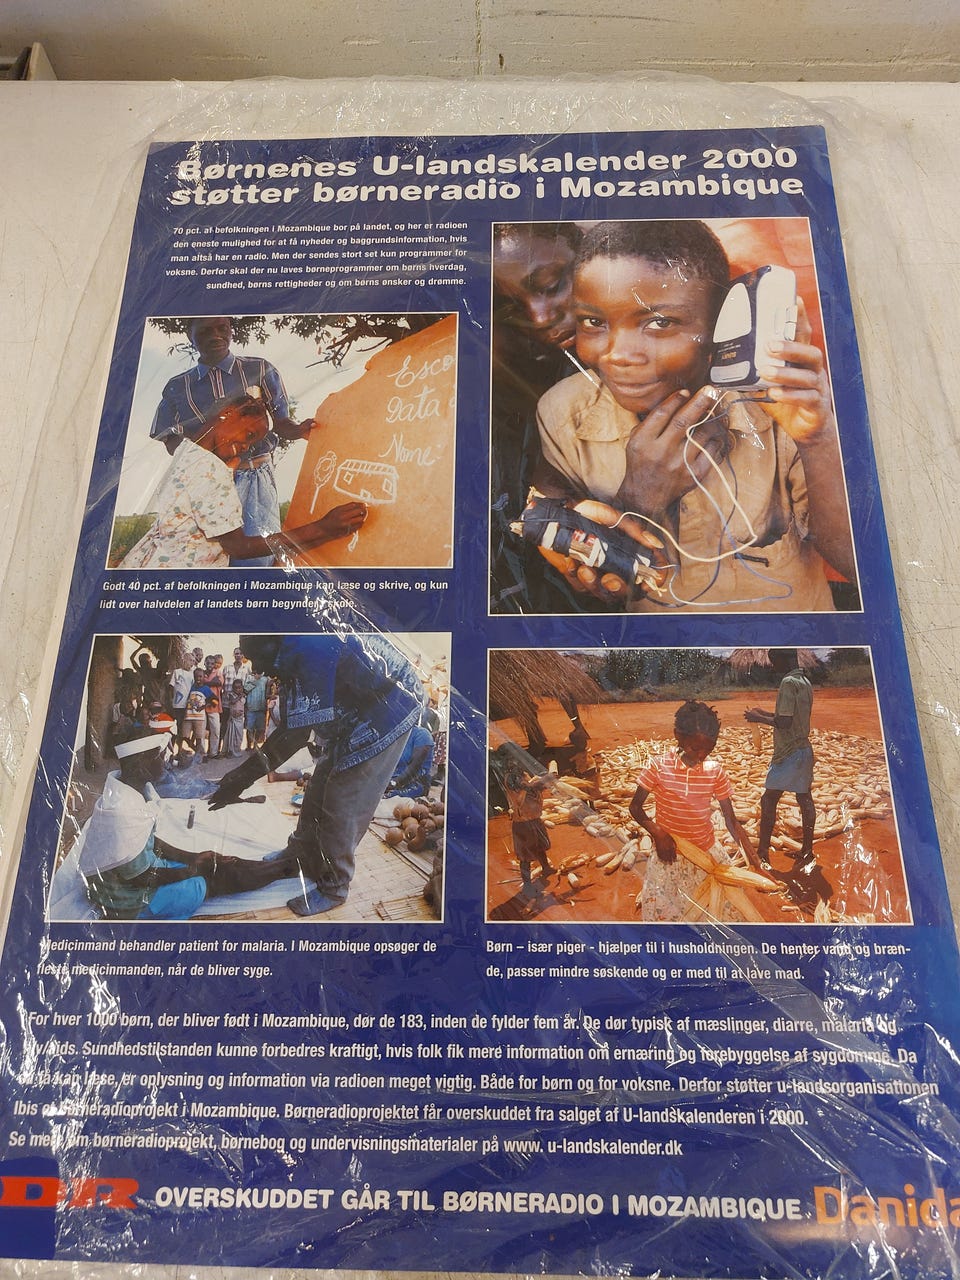 Børnenes U-landskalender 2000
støtter børneradio i Mozambique
70 pct. af befolkningen i Mozambique bor på landet, og her er radioen
den eneste mulighed for at få nyheder og baggrundsinformation, hvis
man altså har en radio. Men der sendes stort set kun programmer for
voksne. Derfor skal der nu laves børneprogrammer om børns hverdag,
sundhed, børns rettigheder og om børns ønsker og drømme.
Esco
Data
Nome:
Godt 40 pct. af befolkningen i Mozambique kan læse og skrive, og kun
lidt over halvdelen af landets børn begynder i skole.
Medicinmand behandler patient for malaria. I Mozambique opsøger de
fleste medicinmanden, når de bliver syge.
Børn – især piger - hjælper til i husholdningen. De henter vand og bræn-
de, passer mindre søskende og er med til at lave mad.
For hver 1000 børn, der bliver født i Mozambique, dør de 183, inden de fylder fem år. De dør typisk af mæslinger, diarre, malaria og
aids. Sundhedstilstanden kunne forbedres kraftigt, hvis folk fik mere information om ernæring og forebyggelse af sygdomme. Da
så få kan læse, er oplysning og information via radioen meget vigtig. Både for børn og for voksne. Derfor støtter u-landsorganisationen
Ibis et børneradioprojekt i Mozambique. Børneradioprojektet får overskuddet fra salget af U-landskalenderen i 2000.
Se mere om børneradioprojekt, børnebog og undervisningsmaterialer på www. u-landskalender.dk
DR OVERSKUDDET GÅR TIL BØRNERADIO I MOZAMBIQUE Danida